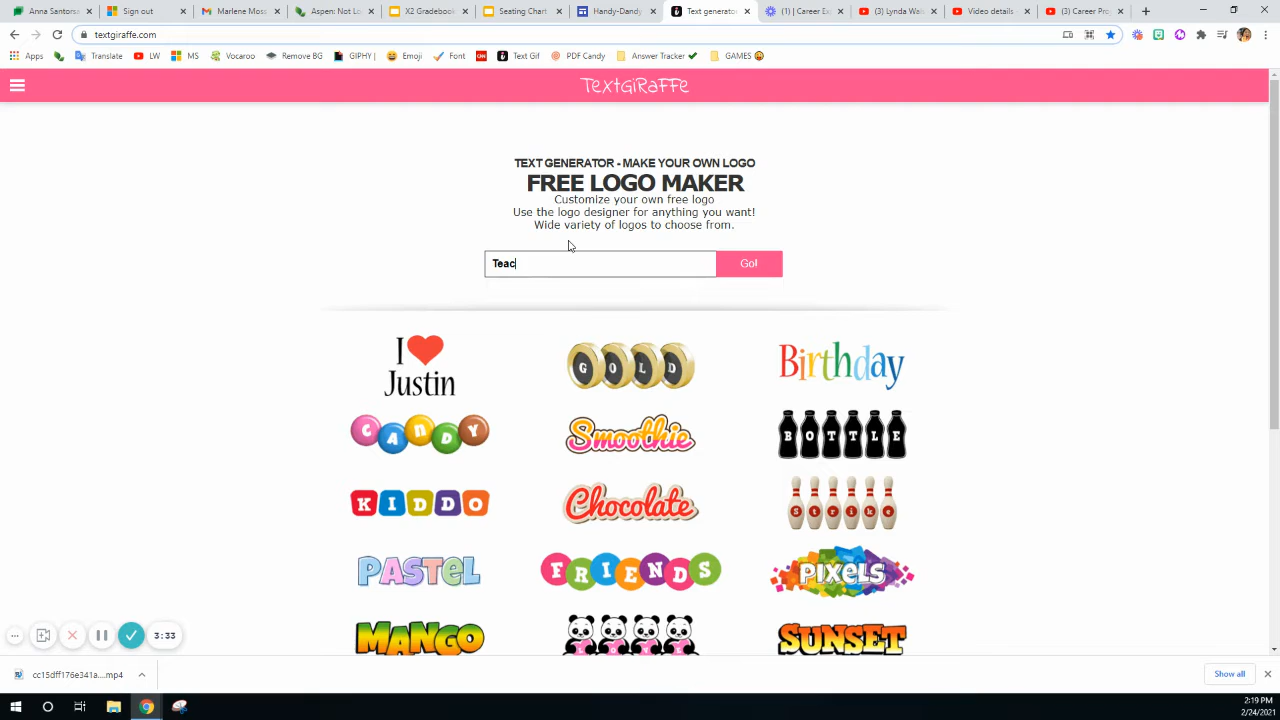 Anna Santorsa
Sign out
Marlene Mosc
Aspen: Not Lo
X2 Gradebook
Seating Chart
Handy-Dandy
Text generato
(1) | Career Ex
(3) Lynda Wa
Video details
(3) Career Pro
textgiraffe.com
Apps
Translate
LW
MS
Vocaroo
Remove BG
GIPHY |
Emoji
Font
Text Gif
PDF Candy
Answer Tracker
GAMES
TextGiRaFFe
TEXT GENERATOR - MAKE YOUR OWN LOGO
FREE LOGO MAKER
Customize your own free logo
Use the logo designer for anything you want!
Wide variety of logos to choose from.
Teac
Go!
I
Justin
GOLD
Birthday
CANDY
Smoothie
BOTTLE
KIDDO
Chocolate
Strike
PASTEL
FRIENDS
PIXELS
MANGO
SUNSET
3:33
cc15dff176e341a....mp4
Show all
2:19 PM
2/24/2021